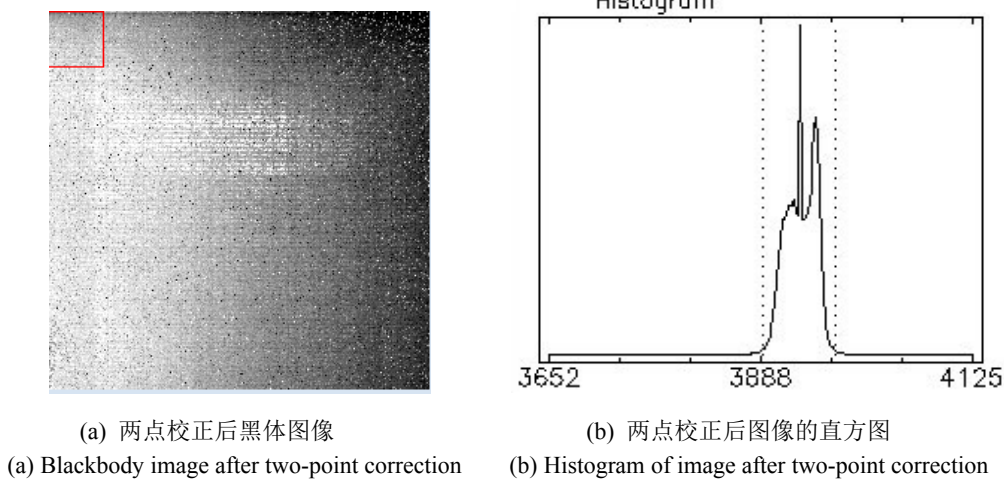 Histogram
3652 3888 4125
(a) 两点校正后黑体图像
(b) 两点校正后图像的直方图
(a) Blackbody image after two-point correction
(b) Histogram of image after two-point correction